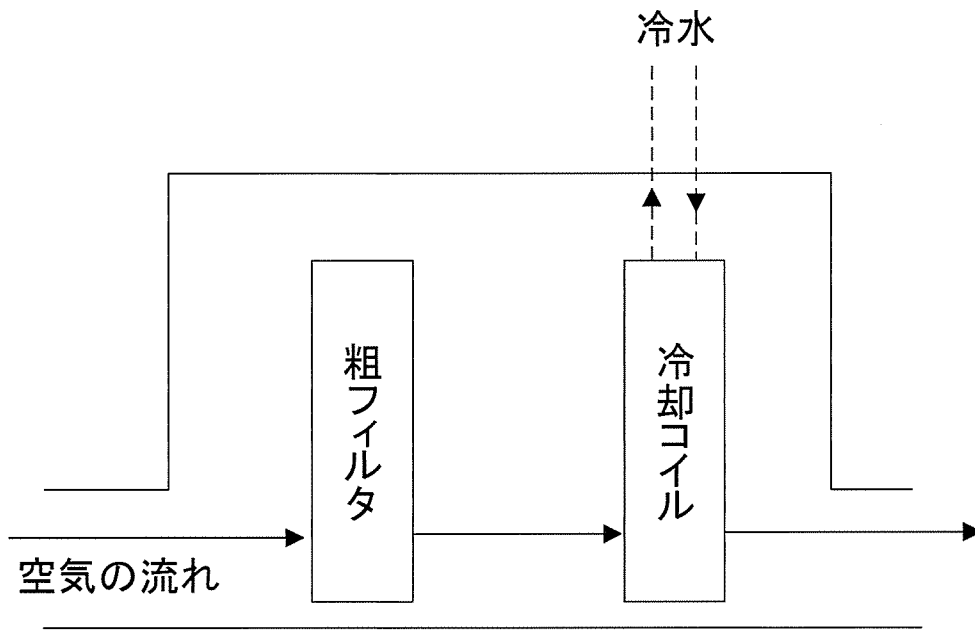 冷水
粗フィルタ
冷却コイル
空気の流れ